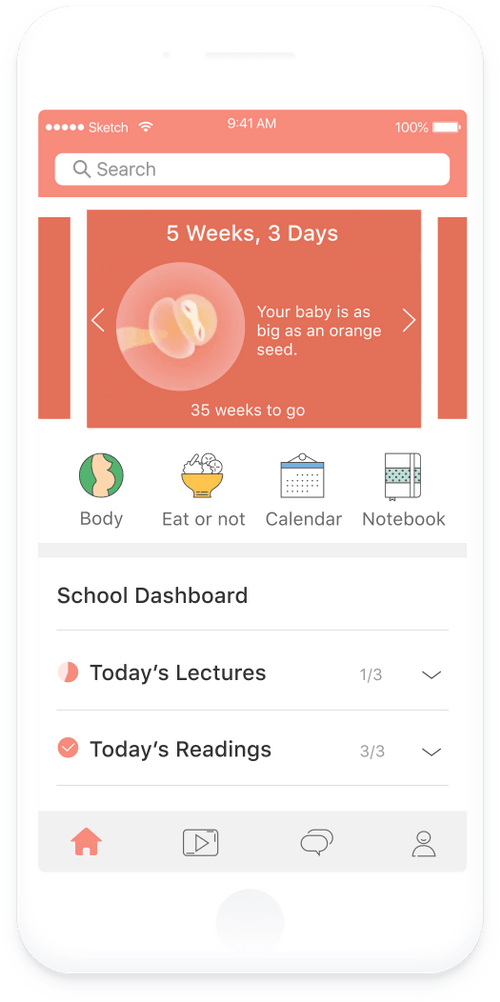 Sketch
9:41 AM
100%
Search
5 Weeks, 3 Days
Your baby is as
big as an orange
seed.
35 weeks to go
Body
Eat or not
Calendar
Notebook
School Dashboard
Today’s Lectures
1/3
Today’s Readings
3/3